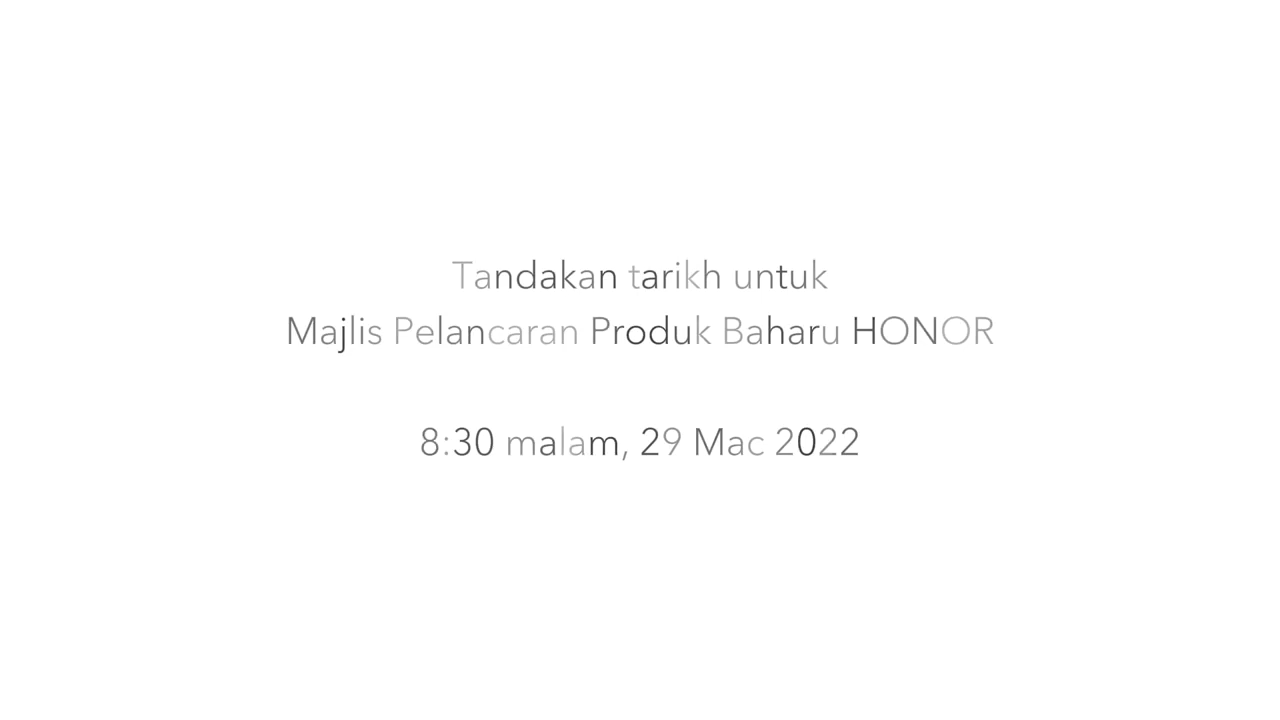 Tandakan tarikh untuk
Majlis Pelancaran Produk Baharu HONOR
8:30 malam, 29 Mac 2022